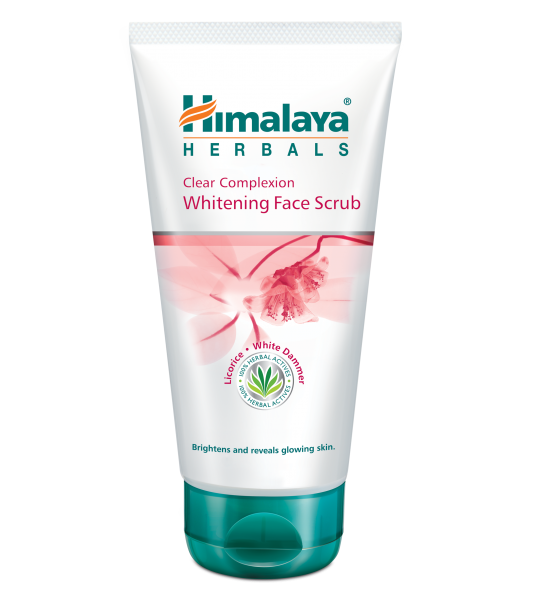 Himalaya®
HERBALS
Clear Complexion
Whitening Face Scrub
Licorice • White Dammer
100% HERBAL ACTIVES • 100% HERBAL ACTIVES •
Brightens and reveals glowing skin.